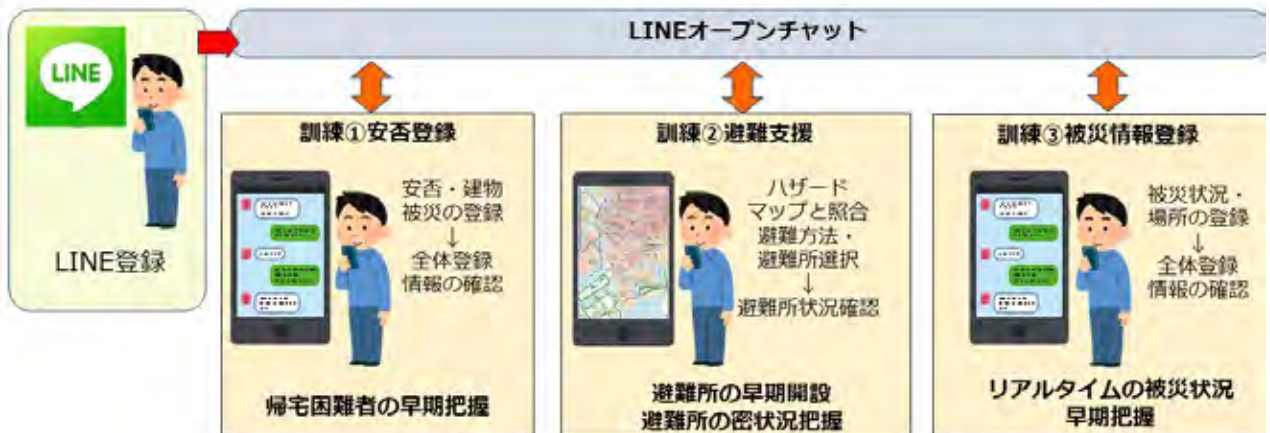 LINEオープンチャット
LINE
LINE登録
訓練①安否登録
安否・建物
被災の登録
↓
全体登録
情報の確認
帰宅困難者の早期把握
訓練②避難支援
ハザード
マップと照合
避難方法・
避難所選択
↓
避難所状況確認
避難所の早期開設
避難所の密状況把握
訓練③被災情報登録
被災状況・
場所の登録
↓
全体登録
情報の確認
リアルタイムの被災状況
早期把握